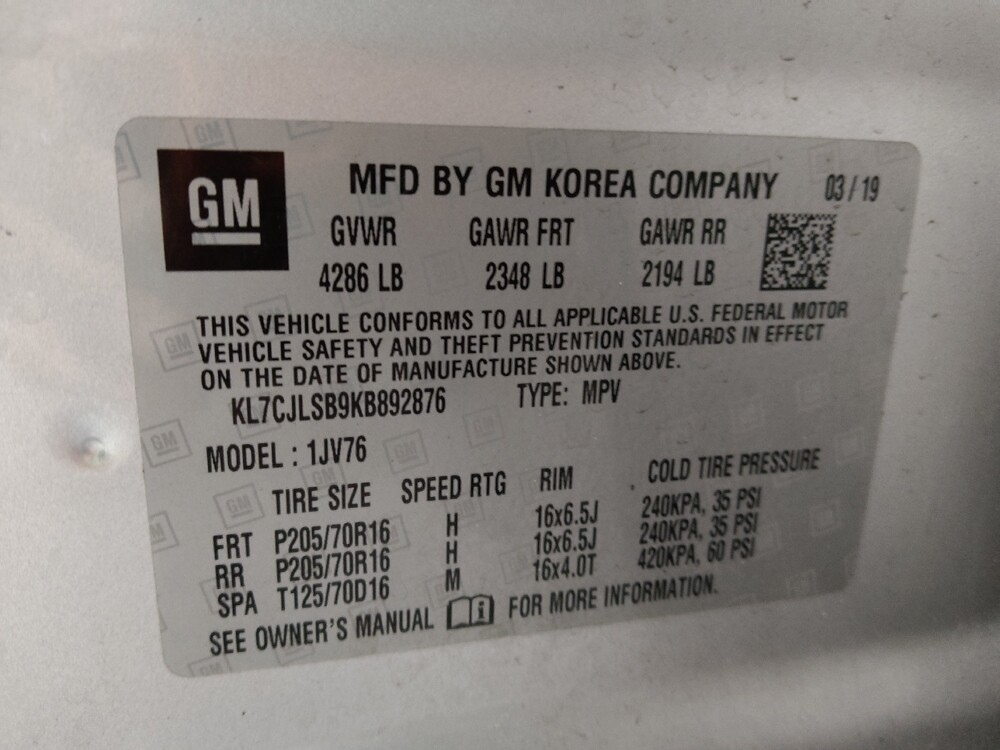 GM
MFD BY GM KOREA COMPANY 03/19
GVWR GAWR FRT GAWR RR
4286 LB 2348 LB 2194 LB
THIS VEHICLE CONFORMS TO ALL APPLICABLE U.S. FEDERAL MOTOR
VEHICLE SAFETY AND THEFT PREVENTION STANDARDS IN EFFECT
ON THE DATE OF MANUFACTURE SHOWN ABOVE.
KL7CJLSB9KB892876 TYPE: MPV
MODEL : 1JV76
TIRE SIZE SPEED RTG RIM COLD TIRE PRESSURE
FRT P205/70R16 H 16x6.5J 240KPA, 35 PSI
RR P205/70R16 H 16x6.5J 240KPA, 35 PSI
SPA T125/70D16 M 16x4.0T 420KPA, 60 PSI
SEE OWNER'S MANUAL FOR MORE INFORMATION.